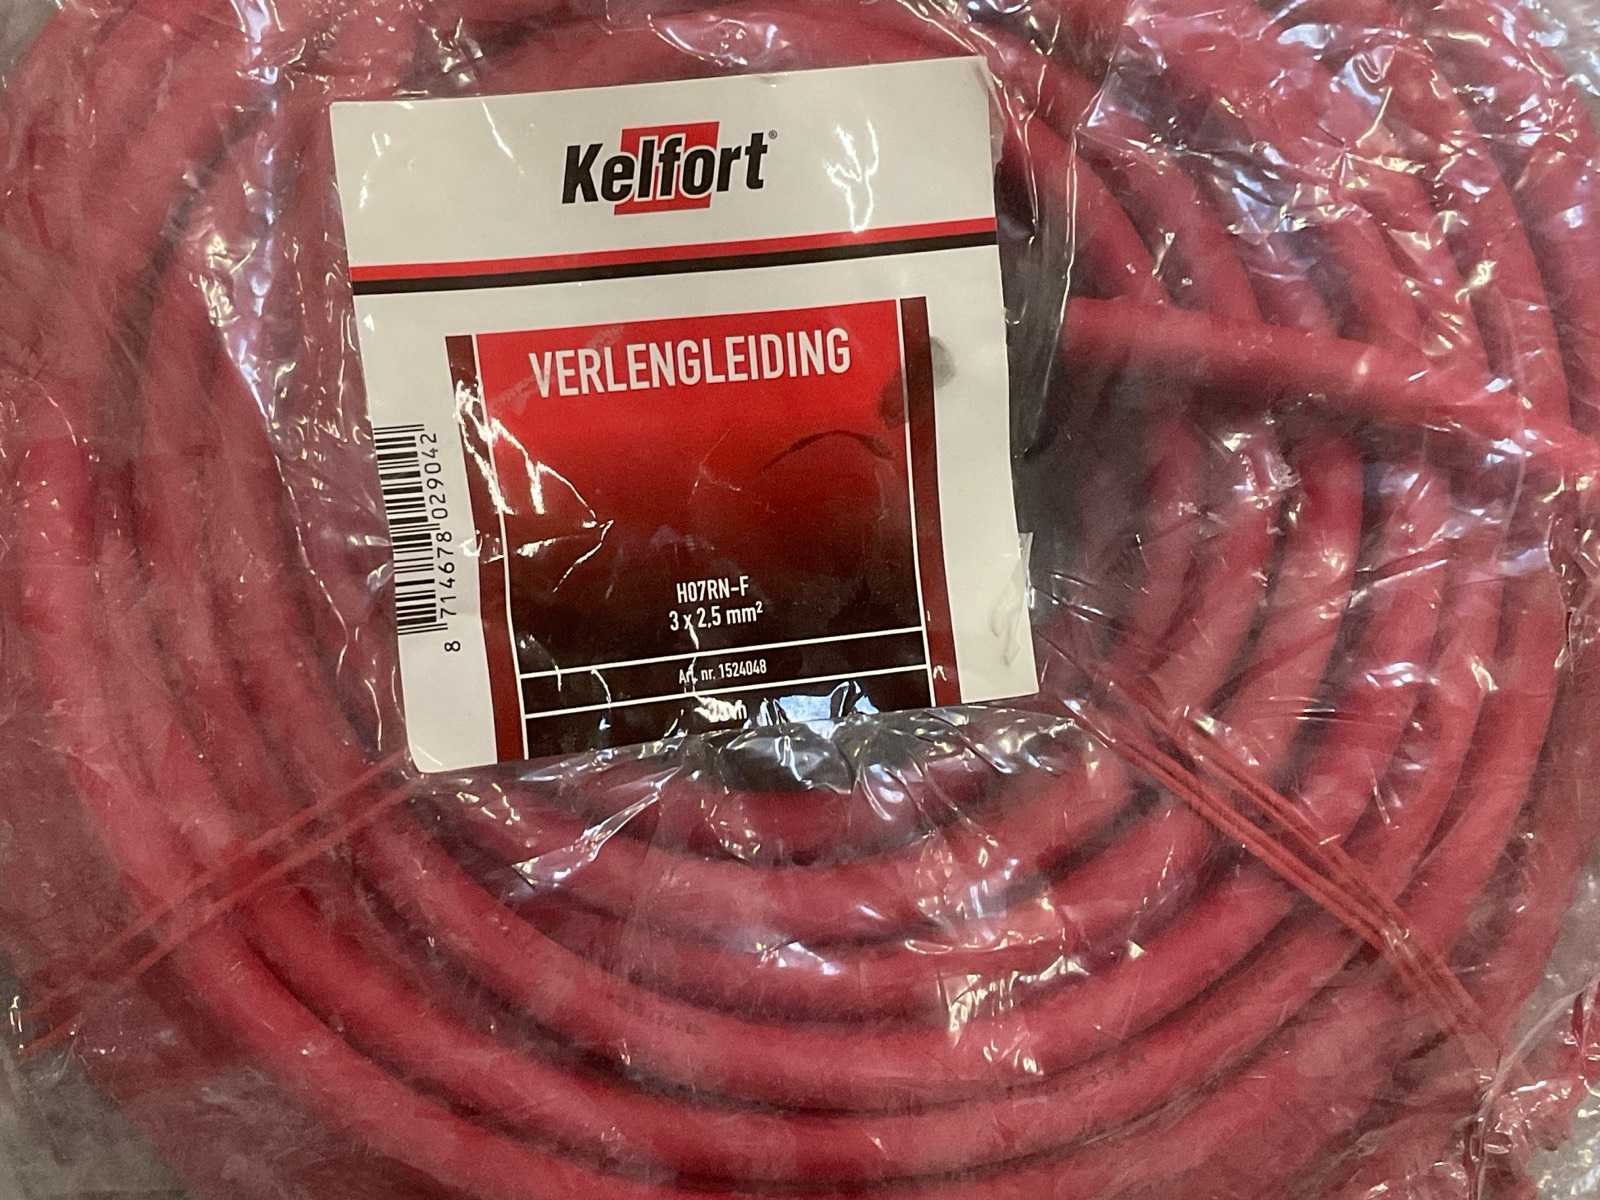 Kelfort®
VERLENGLEIDING
H07RN-F
3 x 2,5 mm²
Art. nr. 1524048
8 714678 029042